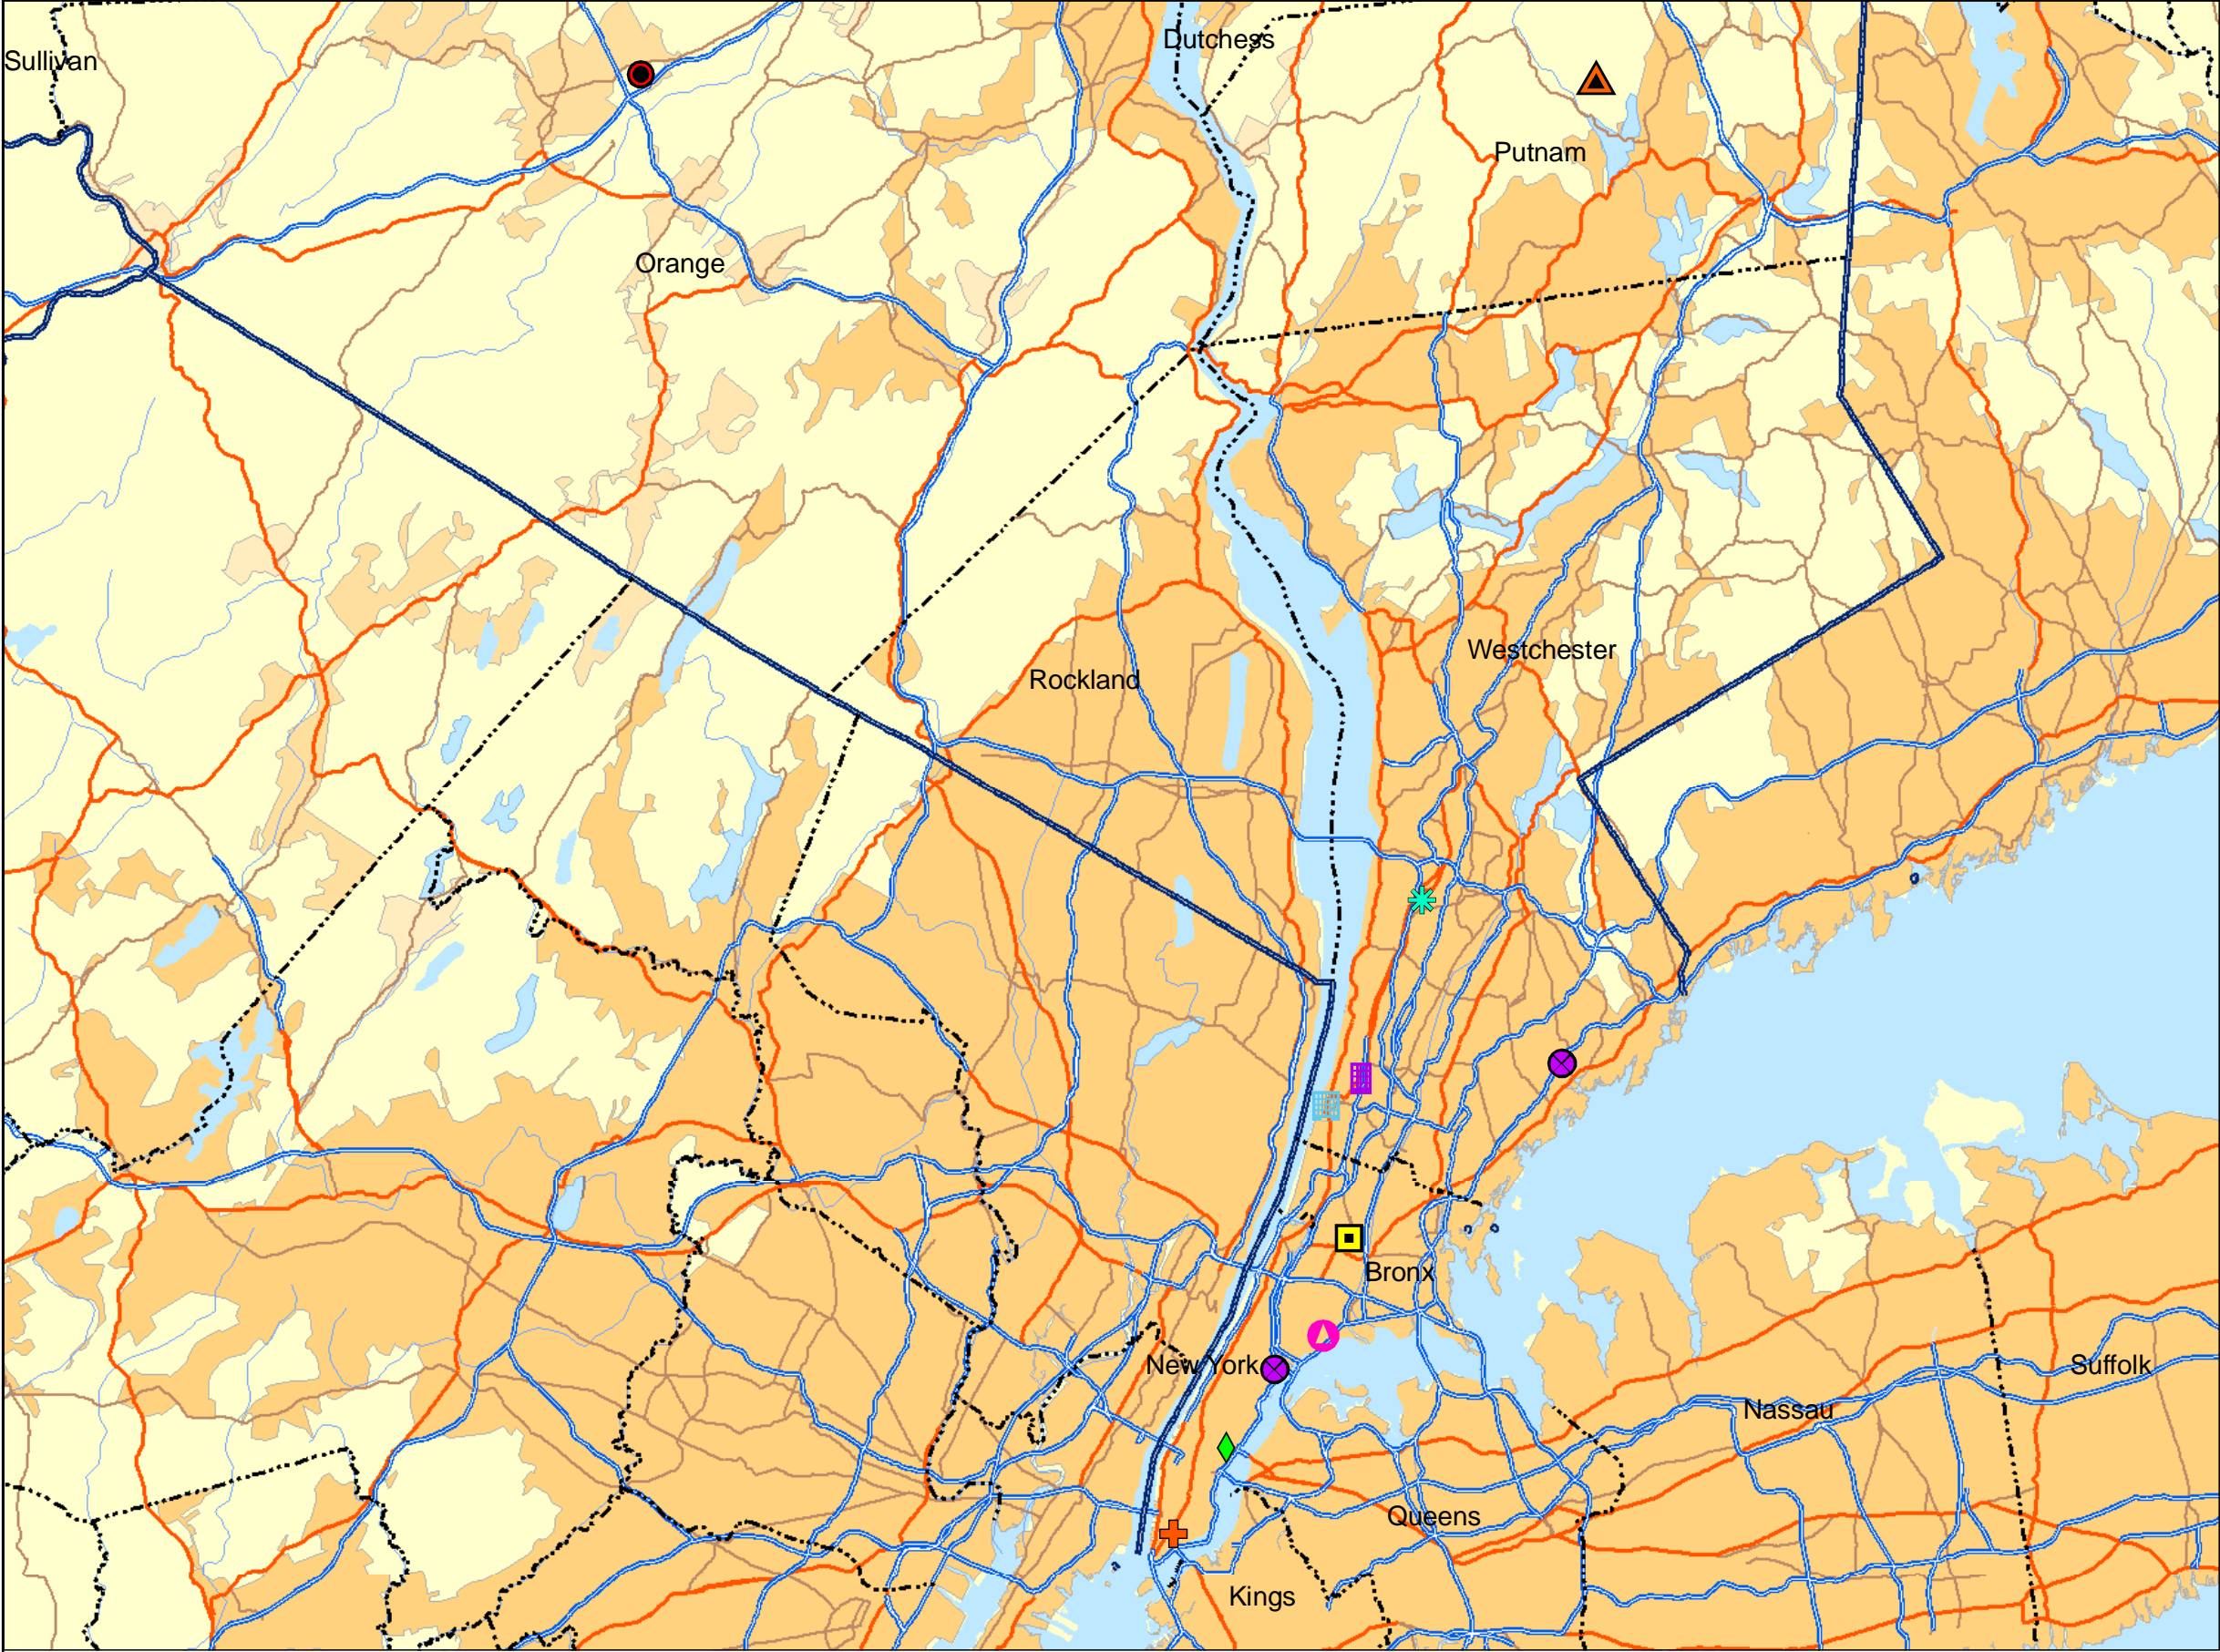 Dutchess
Sullivan
Putnam
Orange
Westchester
Rockland
Bronx
New York
Suffolk
Nassau
Queens
Kings